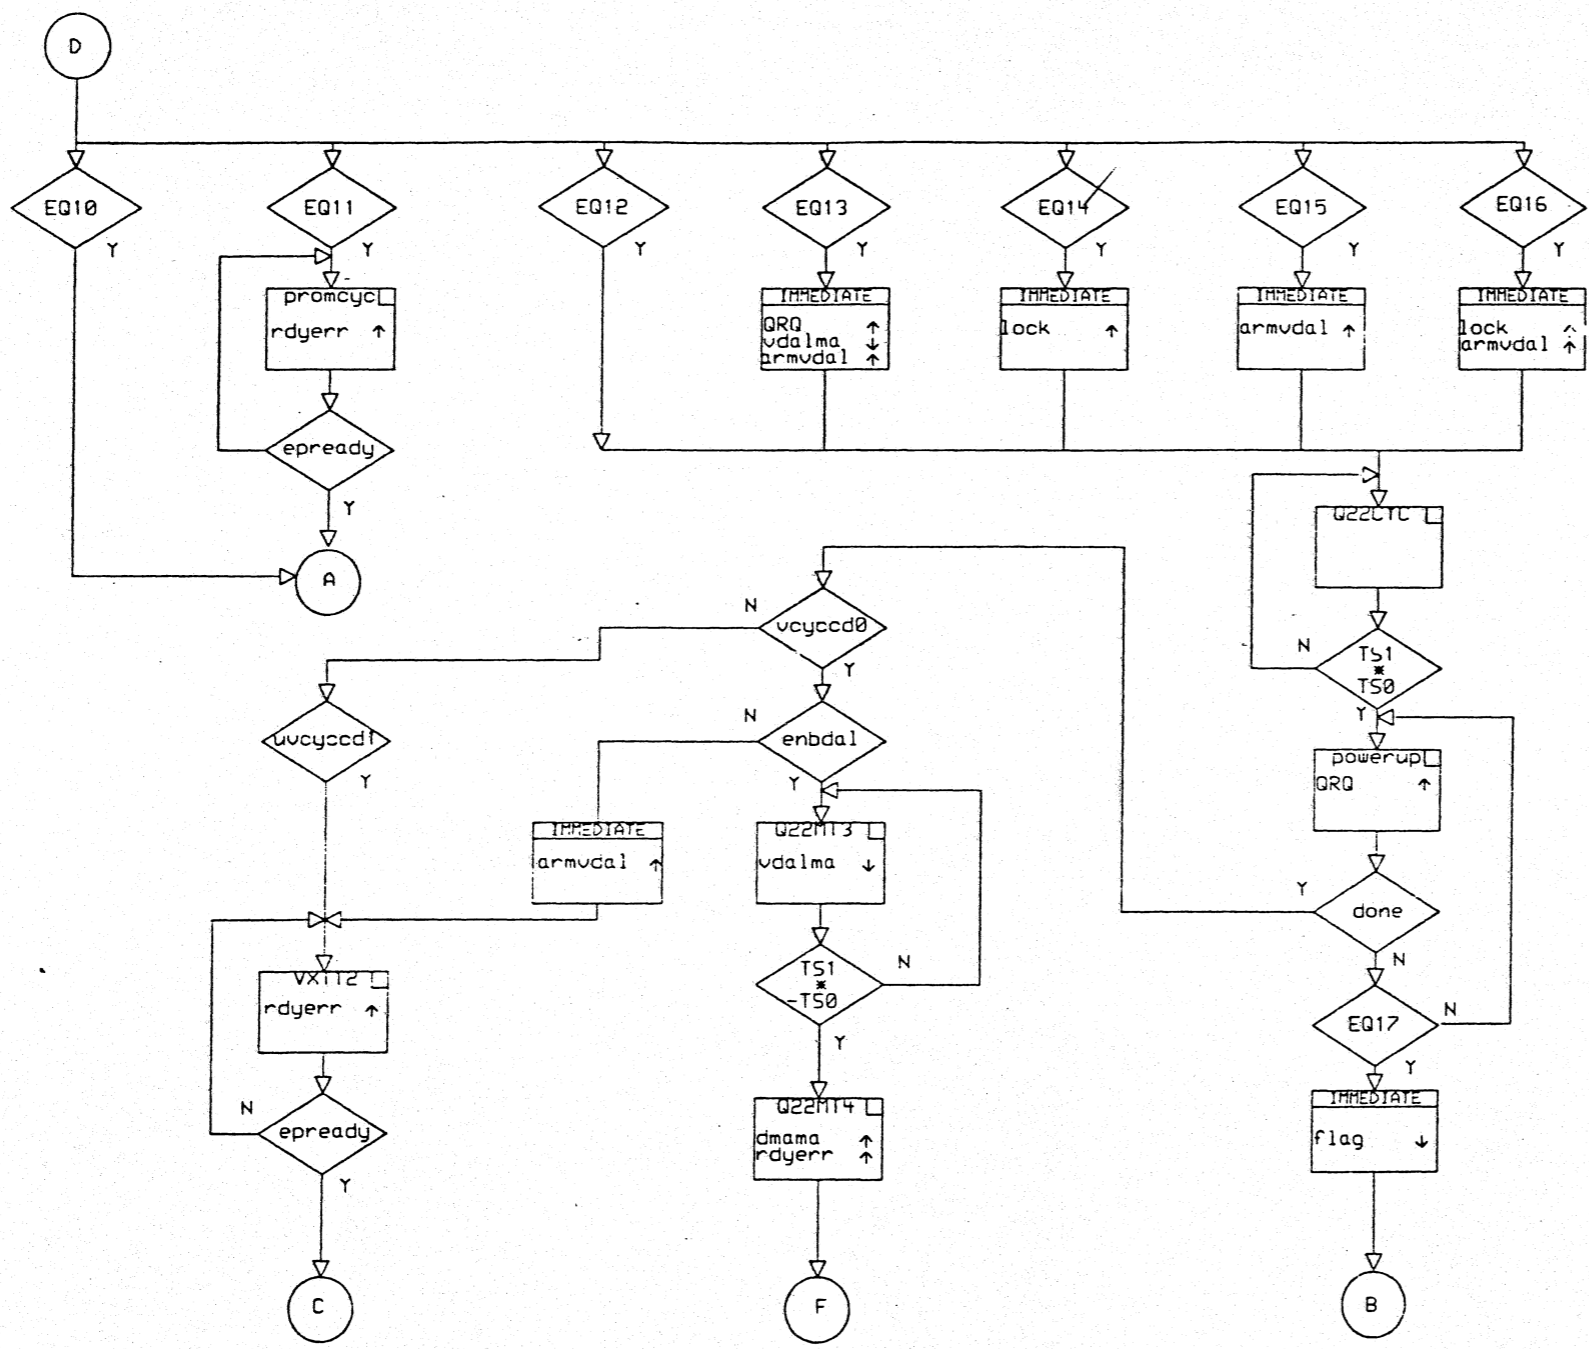 D
EQ10
EQ11
EQ12
EQ13
EQ14
EQ15
EQ16
Y
Y
Y
Y
Y
Y
Y
promcyc
rdyerr ↑
IMMEDIATE
QRQ ↑
vdalma ↓
armvdal ↑
IMMEDIATE
lock ↑
IMMEDIATE
armvdal ↑
IMMEDIATE
lock ↑
armvdal ↑
epready
Y
A
Q22CYC
N
TS1
*
TS0
Y
N
vcyccd0
Y
uvcyccd1
Y
N
enbdal
Y
powerup
QRQ ↑
IMMEDIATE
armvdal ↑
Q22MT3
vdalma ↓
Y
done
N
TS1
*
-TS0
N
Y
rdyerr ↑
EQ17
N
Y
N
epready
Y
Q22MT4
dmama ↑
rdyerr ↑
IMMEDIATE
flag ↓
C
F
B